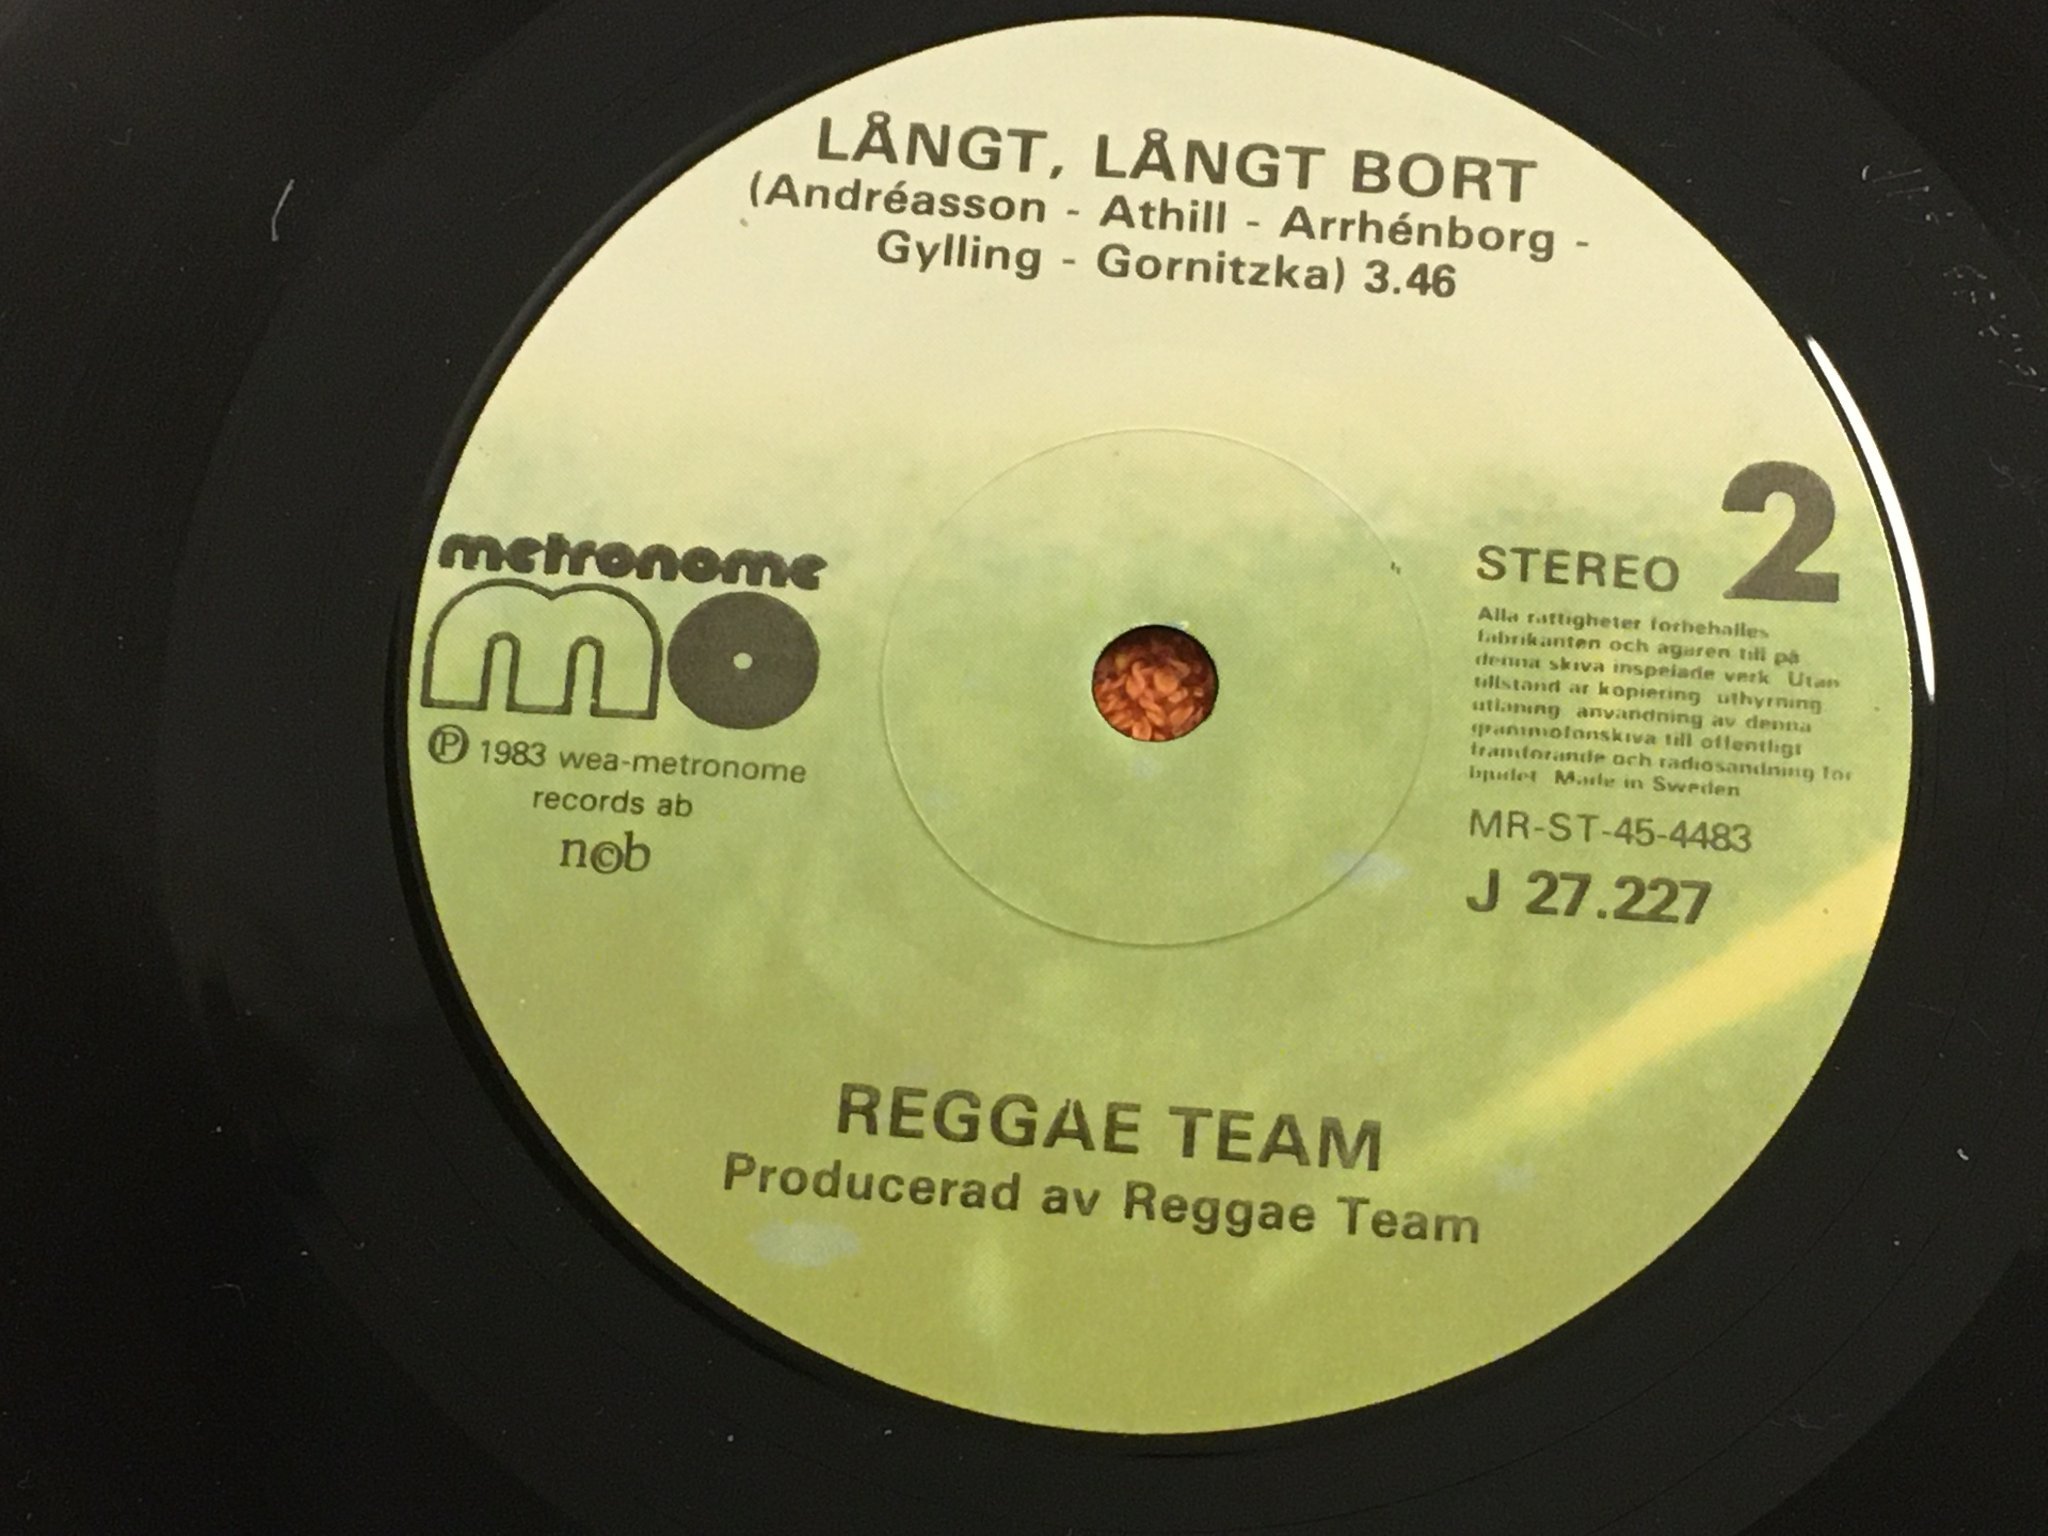 LÅNGT, LÅNGT BORT
(Andréasson - Athill - Arrhénborg -
Gylling - Gornitzka) 3.46
metronome
mo
Ⓟ 1983 wea-metronome
records ab
n©b
STEREO 2
Alla rattigheter forbehalles
fabrikanten och agaren till på
denna skiva inspelade verk Utan
tillstand ar kopiering uthyrning
utlaning anvandning av denna
grammofonskiva till offentligt
framforande och radiosandning for
bjudet Made in Sweden
MR-ST-45-4483
J 27.227
REGGAE TEAM
Producerad av Reggae Team